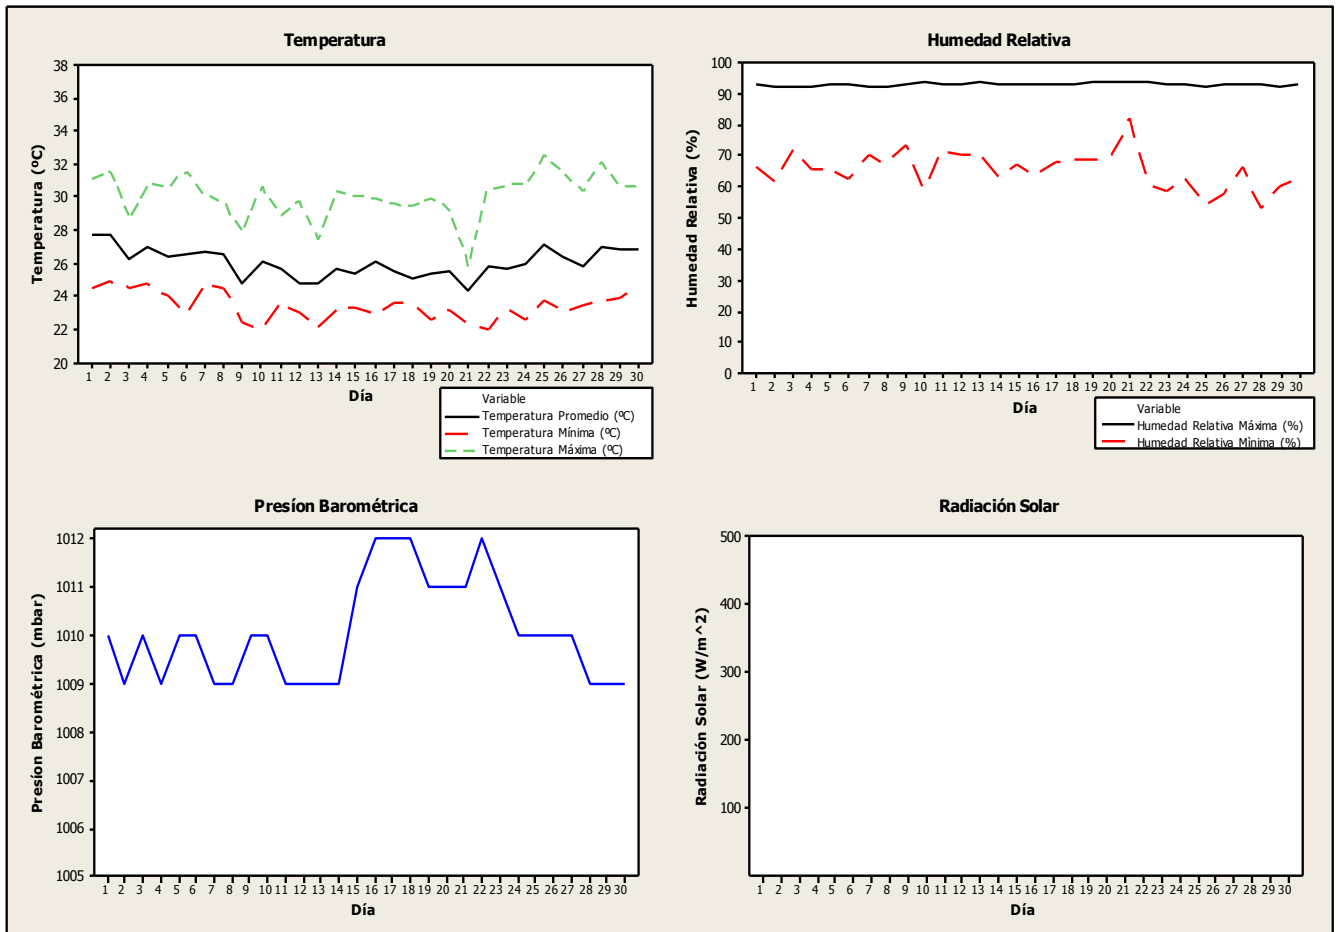 Temperatura
Temperatura (ºC)
38
36
34
32
30
28
26
24
22
20
1 2 3 4 5 6 7 8 9 10 11 12 13 14 15 16 17 18 19 20 21 22 23 24 25 26 27 28 29 30
Día
Variable
Temperatura Promedio (ºC)
Temperatura Mínima (ºC)
Temperatura Máxima (ºC)
Humedad Relativa
Humedad Relativa (%)
100
90
80
70
60
50
40
30
20
10
0
1 2 3 4 5 6 7 8 9 10 11 12 13 14 15 16 17 18 19 20 21 22 23 24 25 26 27 28 29 30
Día
Variable
Humedad Relativa Máxima (%)
Humedad Relativa Mìnima (%)
Presíon Barométrica
Presíon Barométrica (mbar)
1012
1011
1010
1009
1008
1007
1006
1005
1 2 3 4 5 6 7 8 9 10 11 12 13 14 15 16 17 18 19 20 21 22 23 24 25 26 27 28 29 30
Día
Radiación Solar
Radiación Solar (W/m^2)
500
400
300
200
100
1 2 3 4 5 6 7 8 9 10 11 12 13 14 15 16 17 18 19 20 21 22 23 24 25 26 27 28 29 30
Día